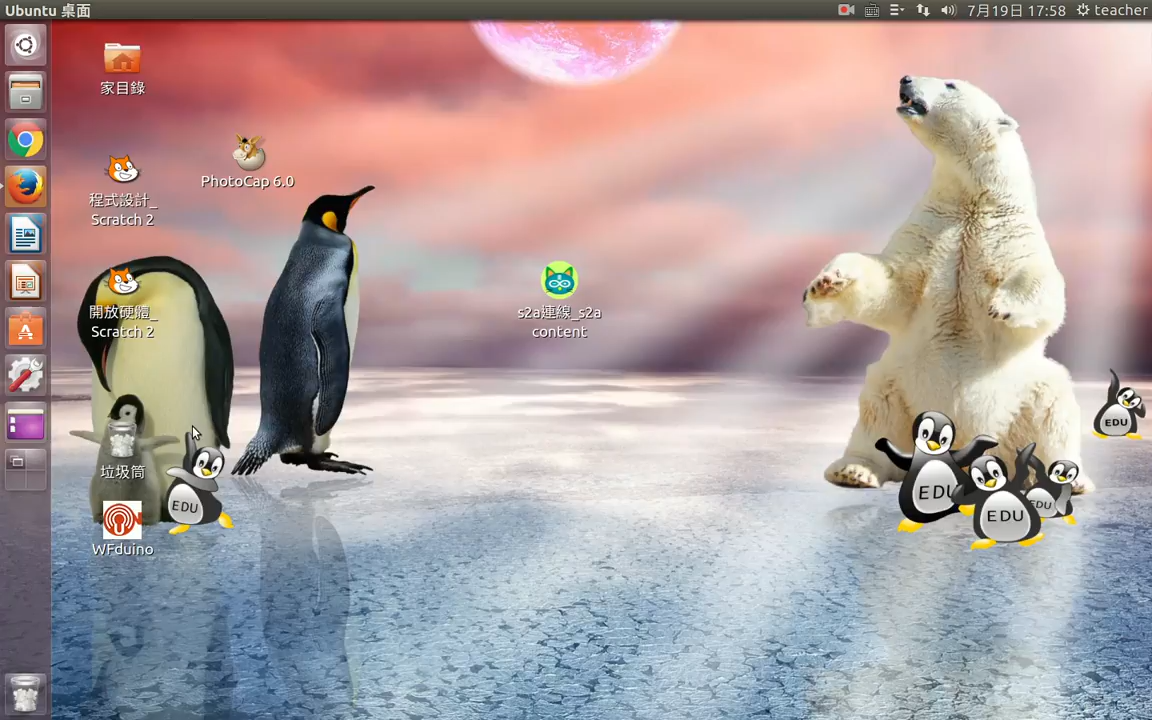 Ubuntu 桌面
7月19日 17:58
teacher
家目錄
PhotoCap 6.0
程式設計_
Scratch 2
開放硬體_
Scratch 2
s2a連線_s2a
content
垃圾筒
WFduino
EDU
EDU
EDU
EDU
EDU